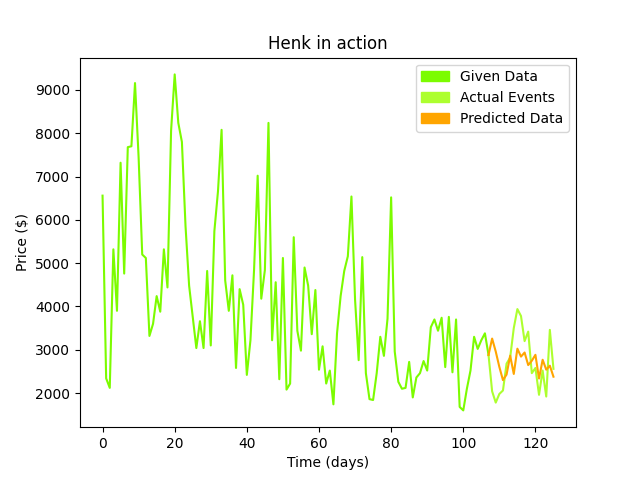 Henk in action
Given Data
Actual Events
Predicted Data
Price ($)
9000
8000
7000
6000
5000
4000
3000
2000
0 20 40 60 80 100 120
Time (days)